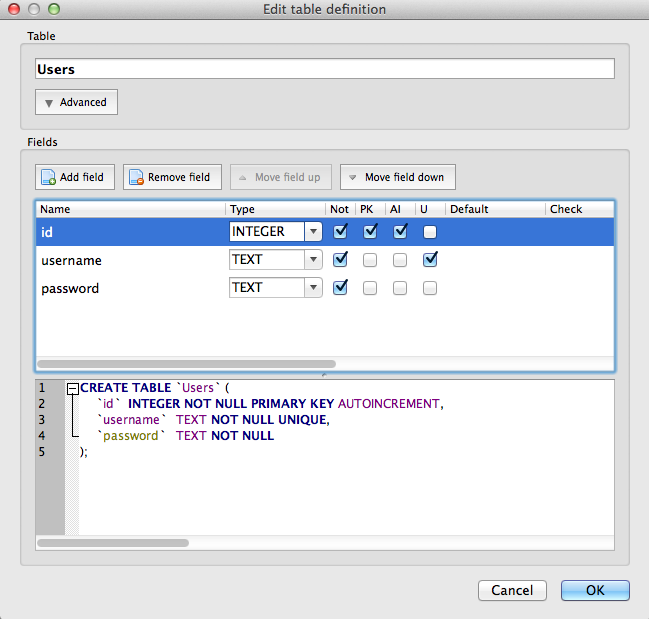 Edit table definition
Table
Users
Advanced
Fields
Add field Remove field Move field up Move field down
Name Type Not PK AI U Default Check
id INTEGER
username TEXT
password TEXT
1 CREATE TABLE `Users` (
2 `id` INTEGER NOT NULL PRIMARY KEY AUTOINCREMENT,
3 `username` TEXT NOT NULL UNIQUE,
4 `password` TEXT NOT NULL
5 );
Cancel OK